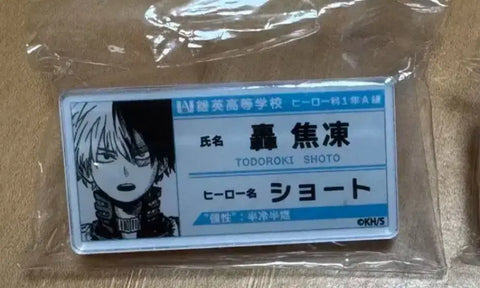 雄英高等学校 ヒーロー科1年A組
氏名 轟 焦凍
TODOROKI SHOTO
ヒーロー名 ショート
"個性"：半冷半燃
©KH/S